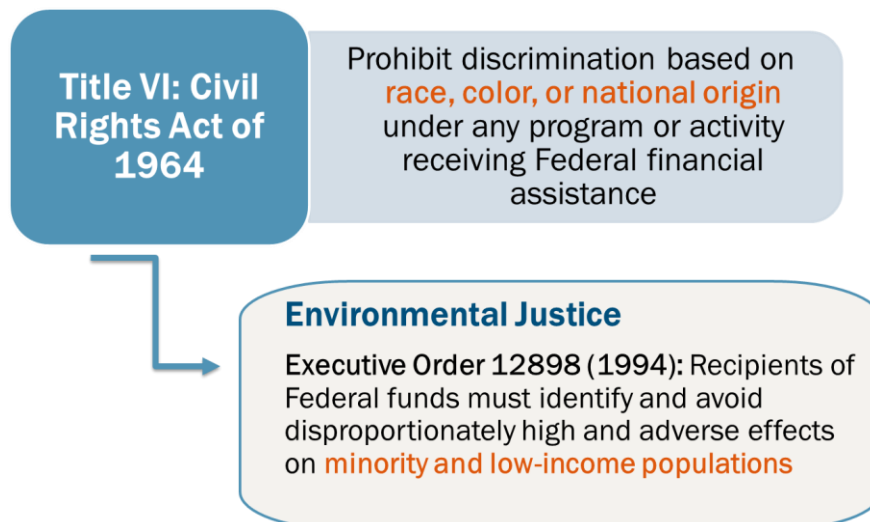 Title VI: Civil
Rights Act of
1964
Prohibit discrimination based on
race, color, or national origin
under any program or activity
receiving Federal financial
assistance
Environmental Justice
Executive Order 12898 (1994): Recipients of
Federal funds must identify and avoid
disproportionately high and adverse effects
on minority and low-income populations